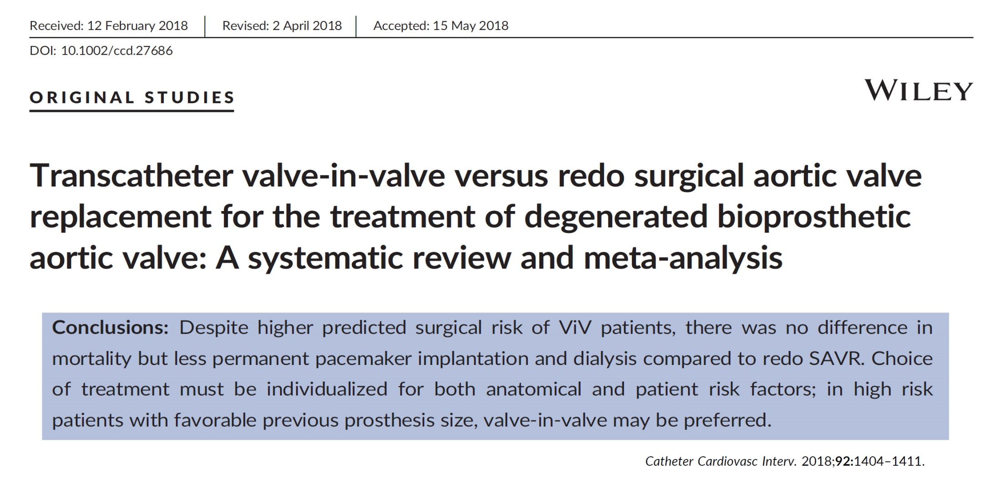 Received: 12 February 2018 | Revised: 2 April 2018 | Accepted: 15 May 2018
DOI: 10.1002/ccd.27686
ORIGINAL STUDIES
WILEY
Transcatheter valve-in-valve versus redo surgical aortic valve
replacement for the treatment of degenerated bioprosthetic
aortic valve: A systematic review and meta-analysis
Conclusions: Despite higher predicted surgical risk of ViV patients, there was no difference in
mortality but less permanent pacemaker implantation and dialysis compared to redo SAVR. Choice
of treatment must be individualized for both anatomical and patient risk factors; in high risk
patients with favorable previous prosthesis size, valve-in-valve may be preferred.
Catheter Cardiovasc Interv. 2018;92:1404–1411.